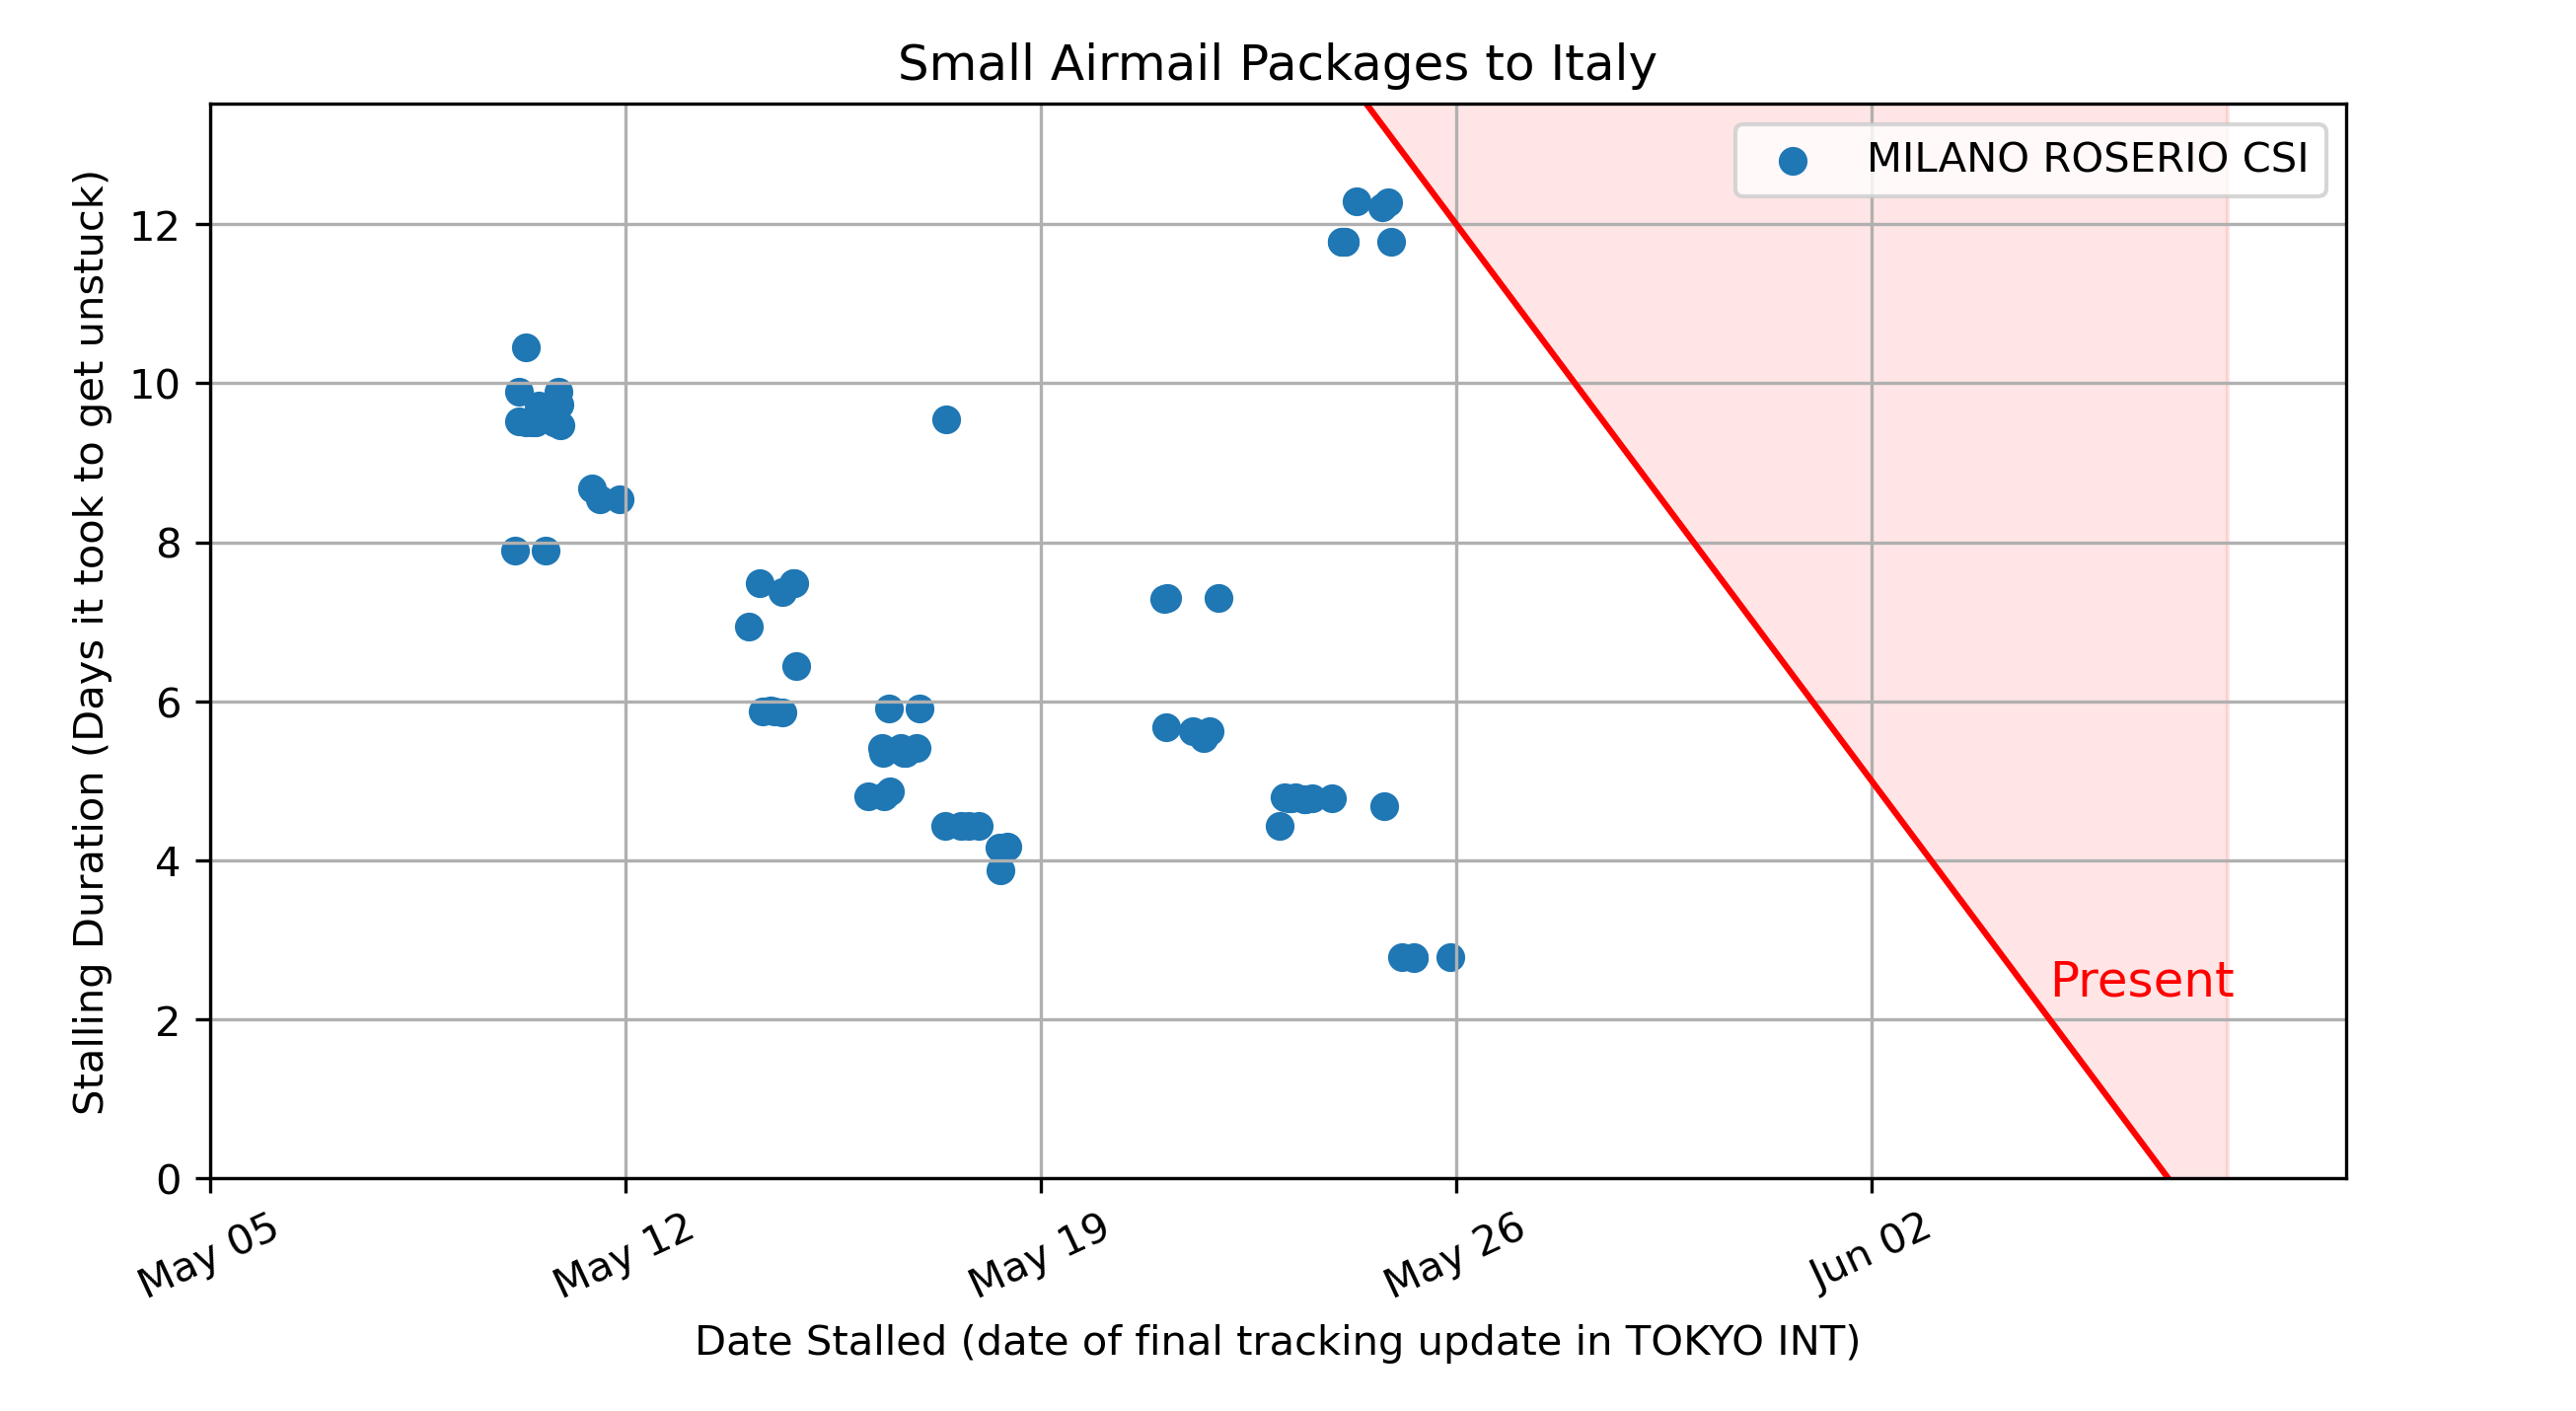 Small Airmail Packages to Italy
MILANO ROSERIO CSI
Stalling Duration (Days it took to get unstuck)
12
10
8
6
4
2
0
Present
May 05
May 12
May 19
May 26
Jun 02
Date Stalled (date of final tracking update in TOKYO INT)